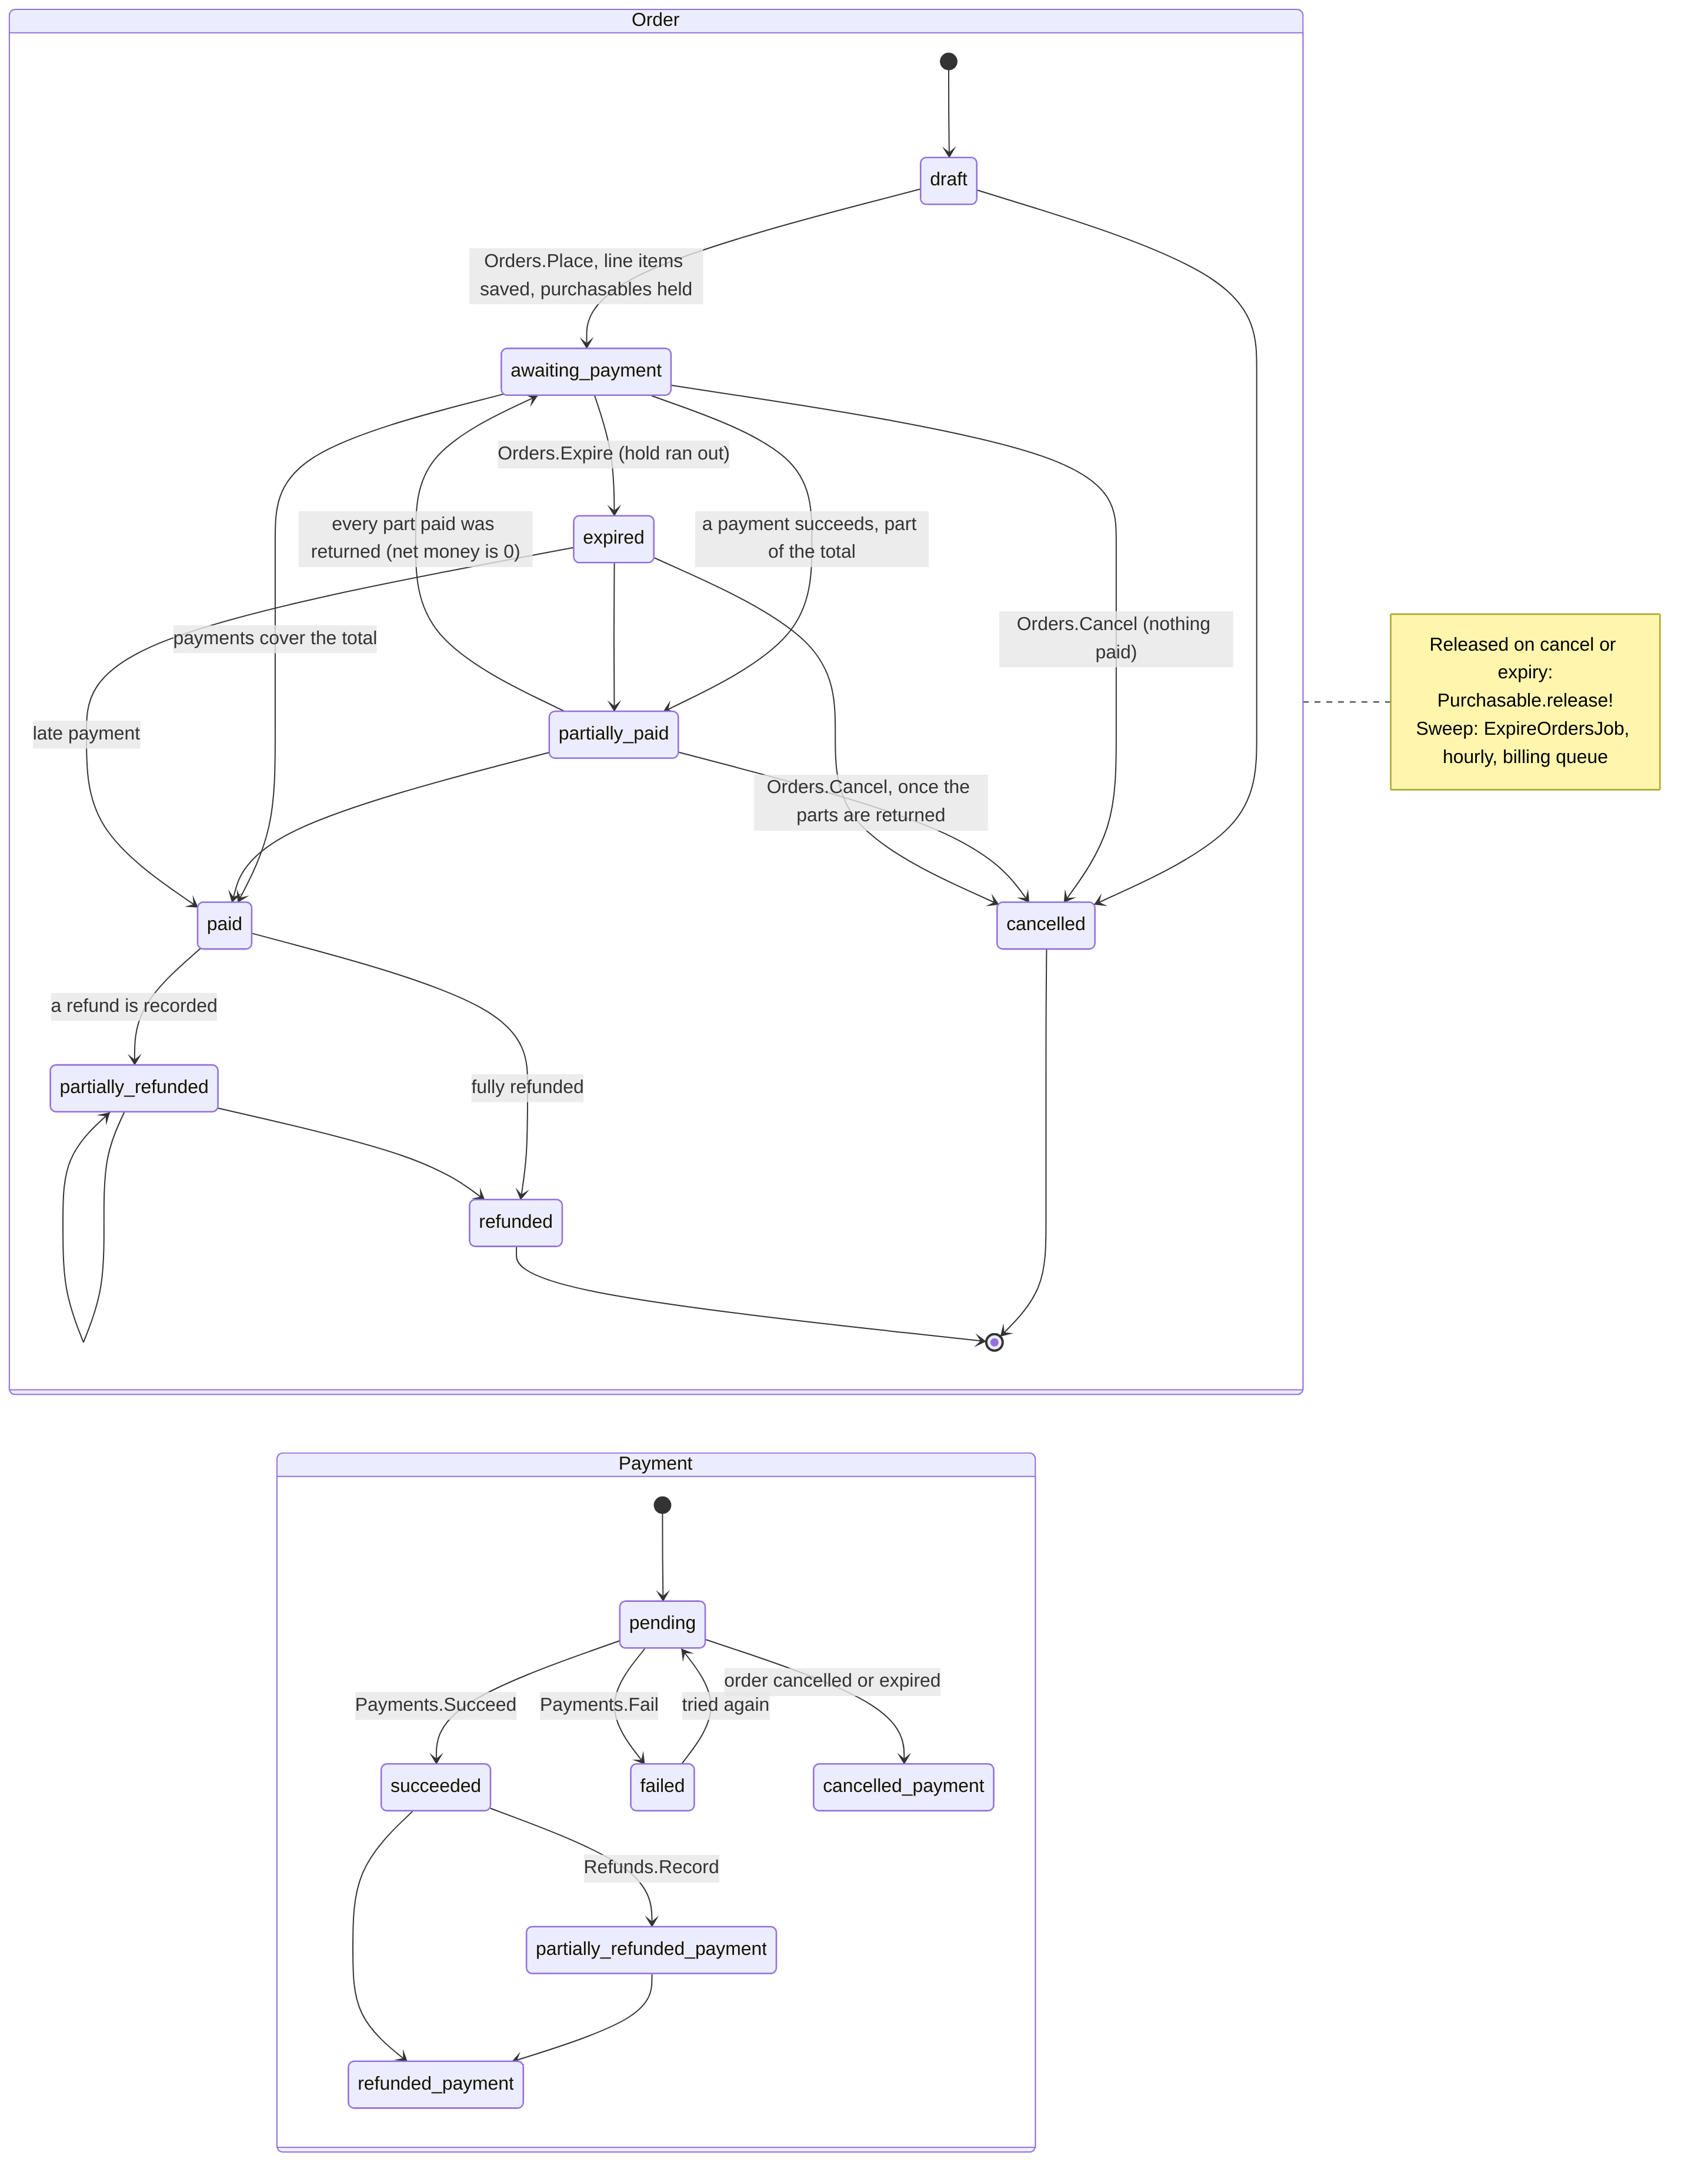 Order
draft
Orders.Place, line items
saved, purchasables held
awaiting_payment
Orders.Expire (hold ran out)
every part paid was
returned (net money is 0)
expired
a payment succeeds, part
of the total
payments cover the total
Orders.Cancel (nothing
paid)
Released on cancel or
expiry:
Purchasable.release!
Sweep: ExpireOrdersJob,
hourly, billing queue
late payment
partially_paid
Orders.Cancel, once the
parts are returned
paid
cancelled
a refund is recorded
partially_refunded
fully refunded
refunded
Payment
pending
order cancelled or expired
Payments.Succeed
Payments.Fail
tried again
succeeded
failed
cancelled_payment
Refunds.Record
partially_refunded_payment
refunded_payment